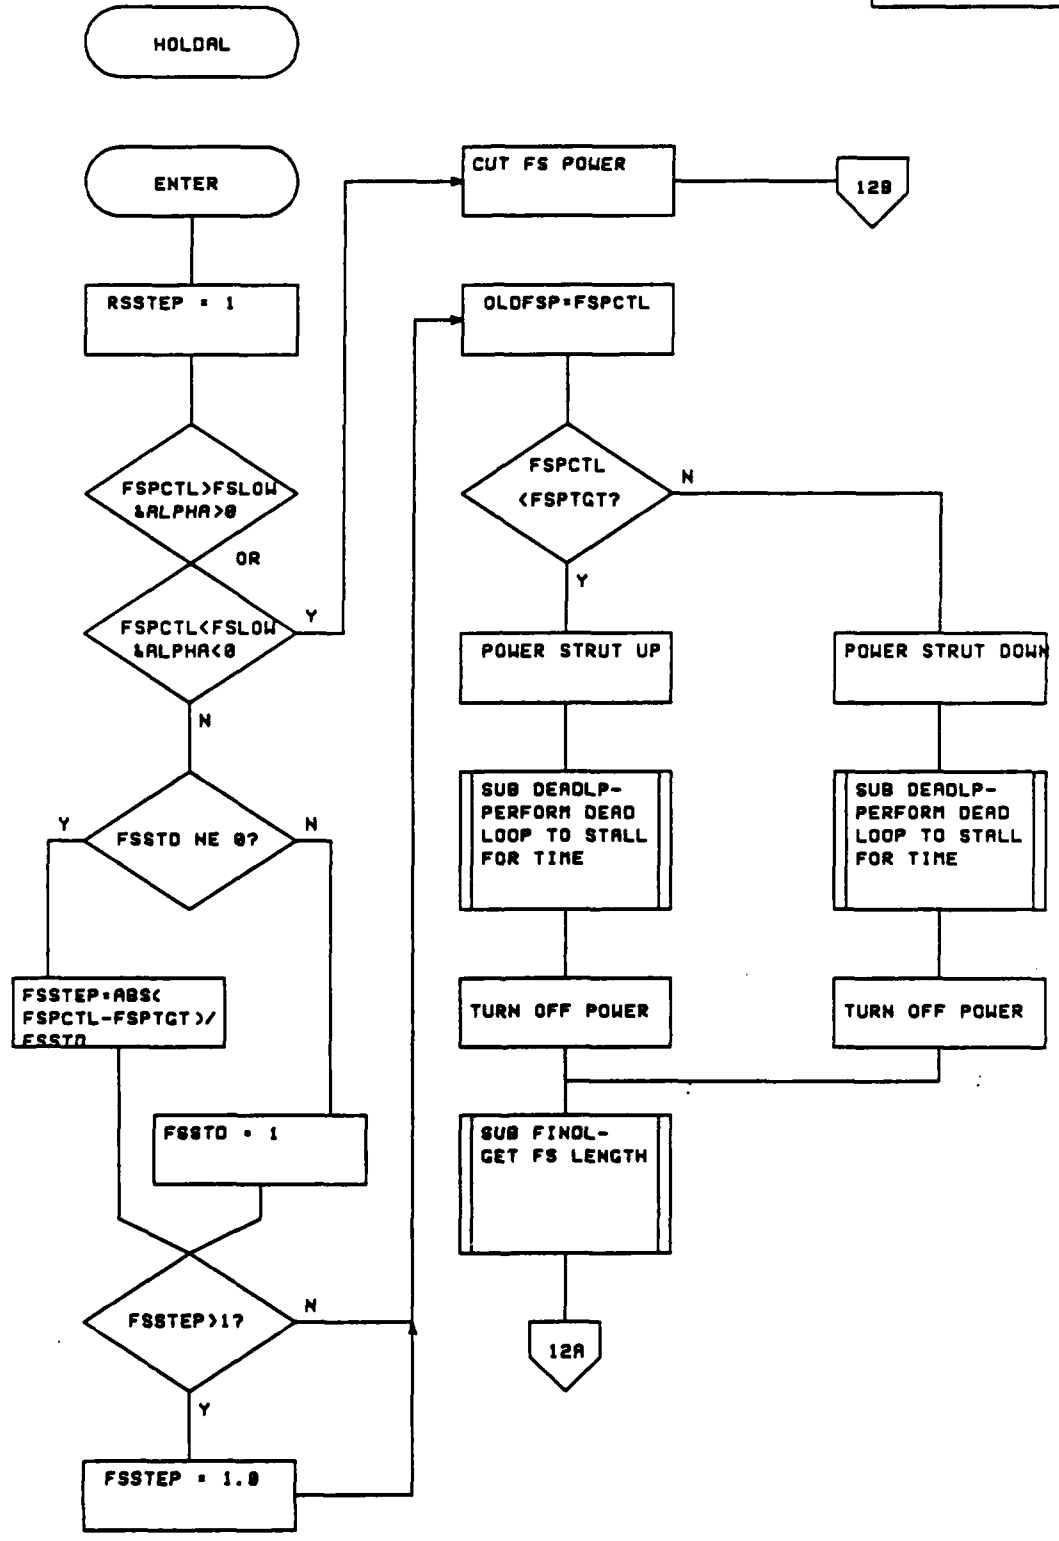 HOLDAL
ENTER
RSSTEP = 1
FSPCTL>FSLOW
&ALPHA>0
OR
FSPCTL<FSLOW
&ALPHA<0
Y
N
FSSTD NE 0?
Y
N
FSSTEP=ABS(
FSPCTL-FSPTGT)/
FSSTD
FSSTD = 1
FSSTEP>1?
N
Y
FSSTEP = 1.0
CUT FS POWER
12B
OLDFSP=FSPCTL
FSPCTL
<FSPTGT?
N
Y
POWER STRUT UP
SUB DEADLP-
PERFORM DEAD
LOOP TO STALL
FOR TIME
TURN OFF POWER
POWER STRUT DOWN
SUB DEADLP-
PERFORM DEAD
LOOP TO STALL
FOR TIME
TURN OFF POWER
SUB FINDL-
GET FS LENGTH
12A